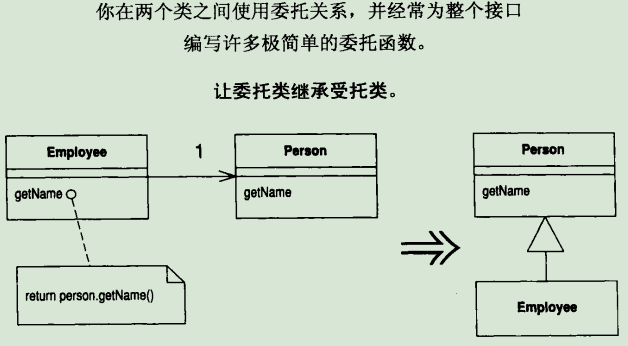 你在两个类之间使用委托关系，并经常为整个接口
编写许多极简单的委托函数。
让委托类继承受托类。
Employee
1
Person
getName
getName
return person.getName()
Person
getName
Employee